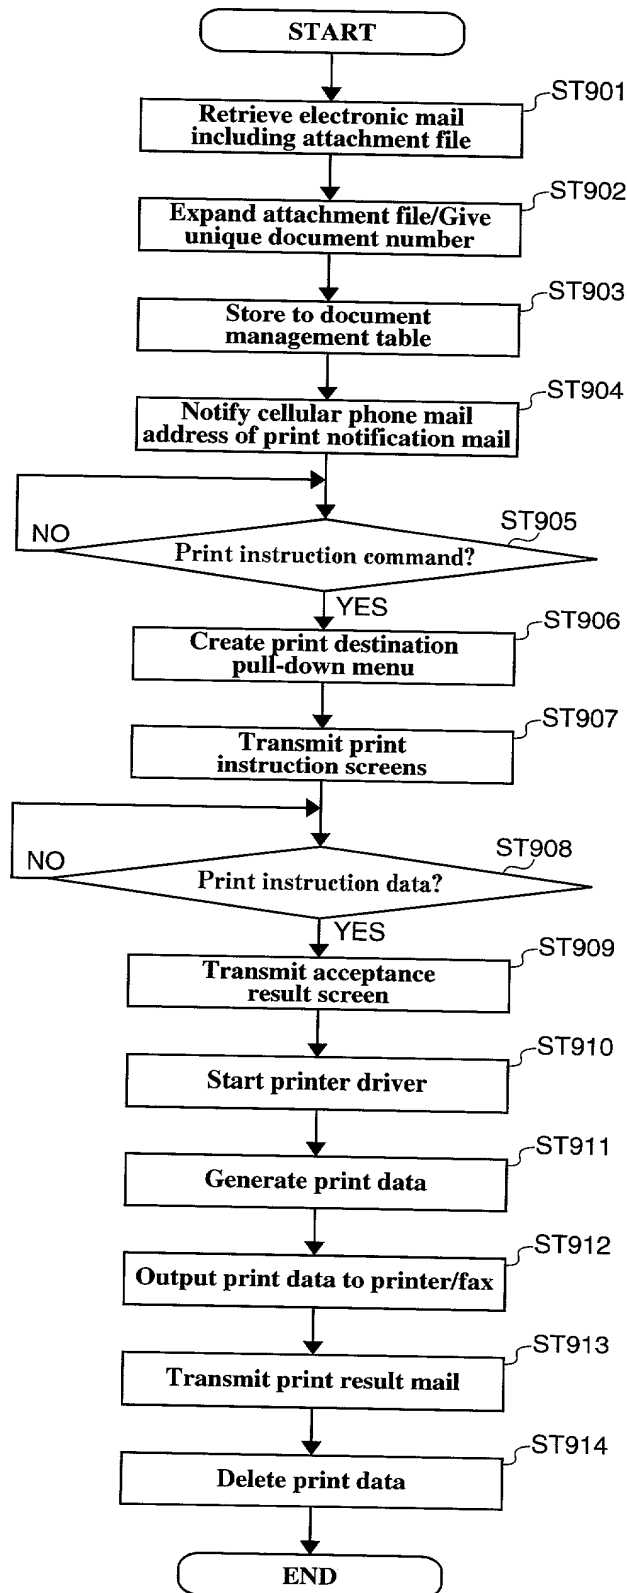 START
ST901
Retrieve electronic mail
including attachment file
ST902
Expand attachment file/Give
unique document number
ST903
Store to document
management table
ST904
Notify cellular phone mail
address of print notification mail
ST905
NO
Print instruction command?
YES
ST906
Create print destination
pull-down menu
ST907
Transmit print
instruction screens
ST908
NO
Print instruction data?
YES
ST909
Transmit acceptance
result screen
ST910
Start printer driver
ST911
Generate print data
ST912
Output print data to printer/fax
ST913
Transmit print result mail
ST914
Delete print data
END